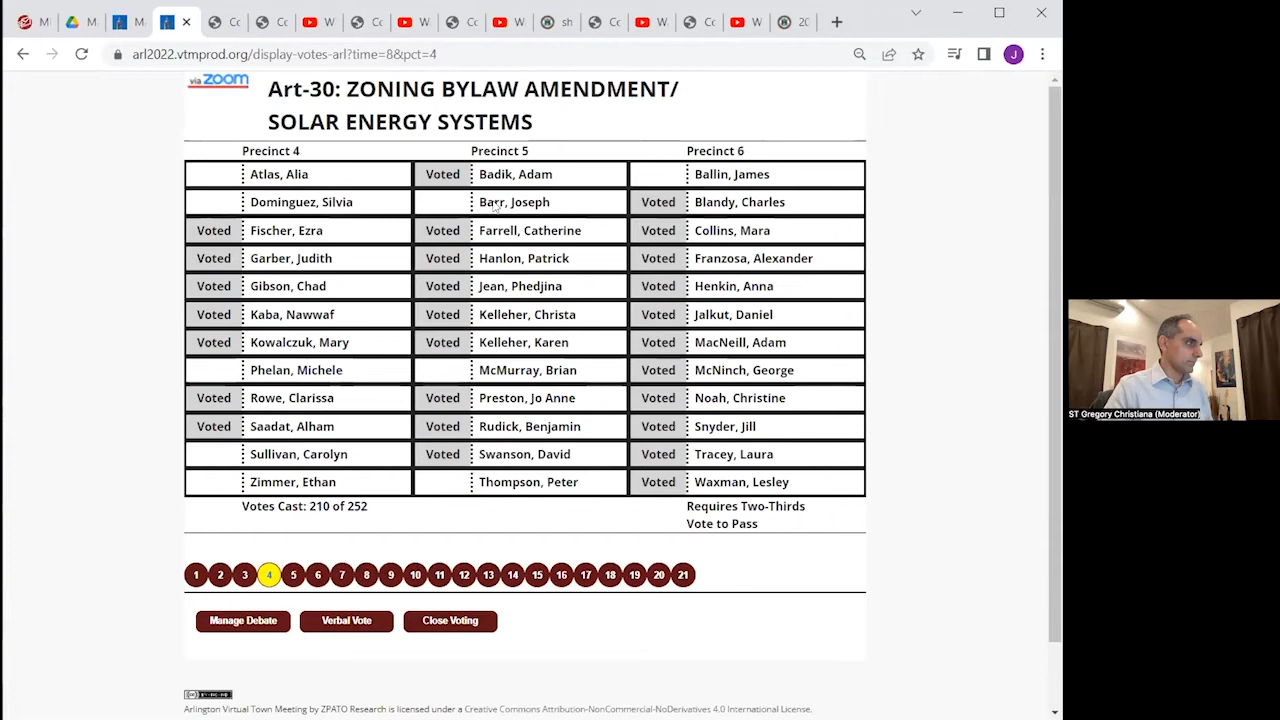 arl2022.vtmprod.org/display-votes-arl?time=8&pct=4
J
via zoom
Art-30: ZONING BYLAW AMENDMENT/
SOLAR ENERGY SYSTEMS
Precinct 4 Precinct 5 Precinct 6
Atlas, Alia Voted Badik, Adam Ballin, James
Dominguez, Silvia Barr, Joseph Voted Blandy, Charles
Voted Fischer, Ezra Voted Farrell, Catherine Voted Collins, Mara
Voted Garber, Judith Voted Hanlon, Patrick Voted Franzosa, Alexander
Voted Gibson, Chad Voted Jean, Phedjina Voted Henkin, Anna
Voted Kaba, Nawwaf Voted Kelleher, Christa Voted Jalkut, Daniel
Voted Kowalczuk, Mary Voted Kelleher, Karen Voted MacNeill, Adam
Phelan, Michele McMurray, Brian Voted McNinch, George
Voted Rowe, Clarissa Voted Preston, Jo Anne Voted Noah, Christine
Voted Saadat, Alham Voted Rudick, Benjamin Voted Snyder, Jill
Sullivan, Carolyn Voted Swanson, David Voted Tracey, Laura
Zimmer, Ethan Thompson, Peter Voted Waxman, Lesley
Votes Cast: 210 of 252 Requires Two-Thirds
Vote to Pass
1 2 3 4 5 6 7 8 9 10 11 12 13 14 15 16 17 18 19 20 21
Manage Debate Verbal Vote Close Voting
Arlington Virtual Town Meeting by ZPATO Research is licensed under a Creative Commons Attribution-NonCommercial-NoDerivatives 4.0 International License.
ST Gregory Christiana (Moderator)